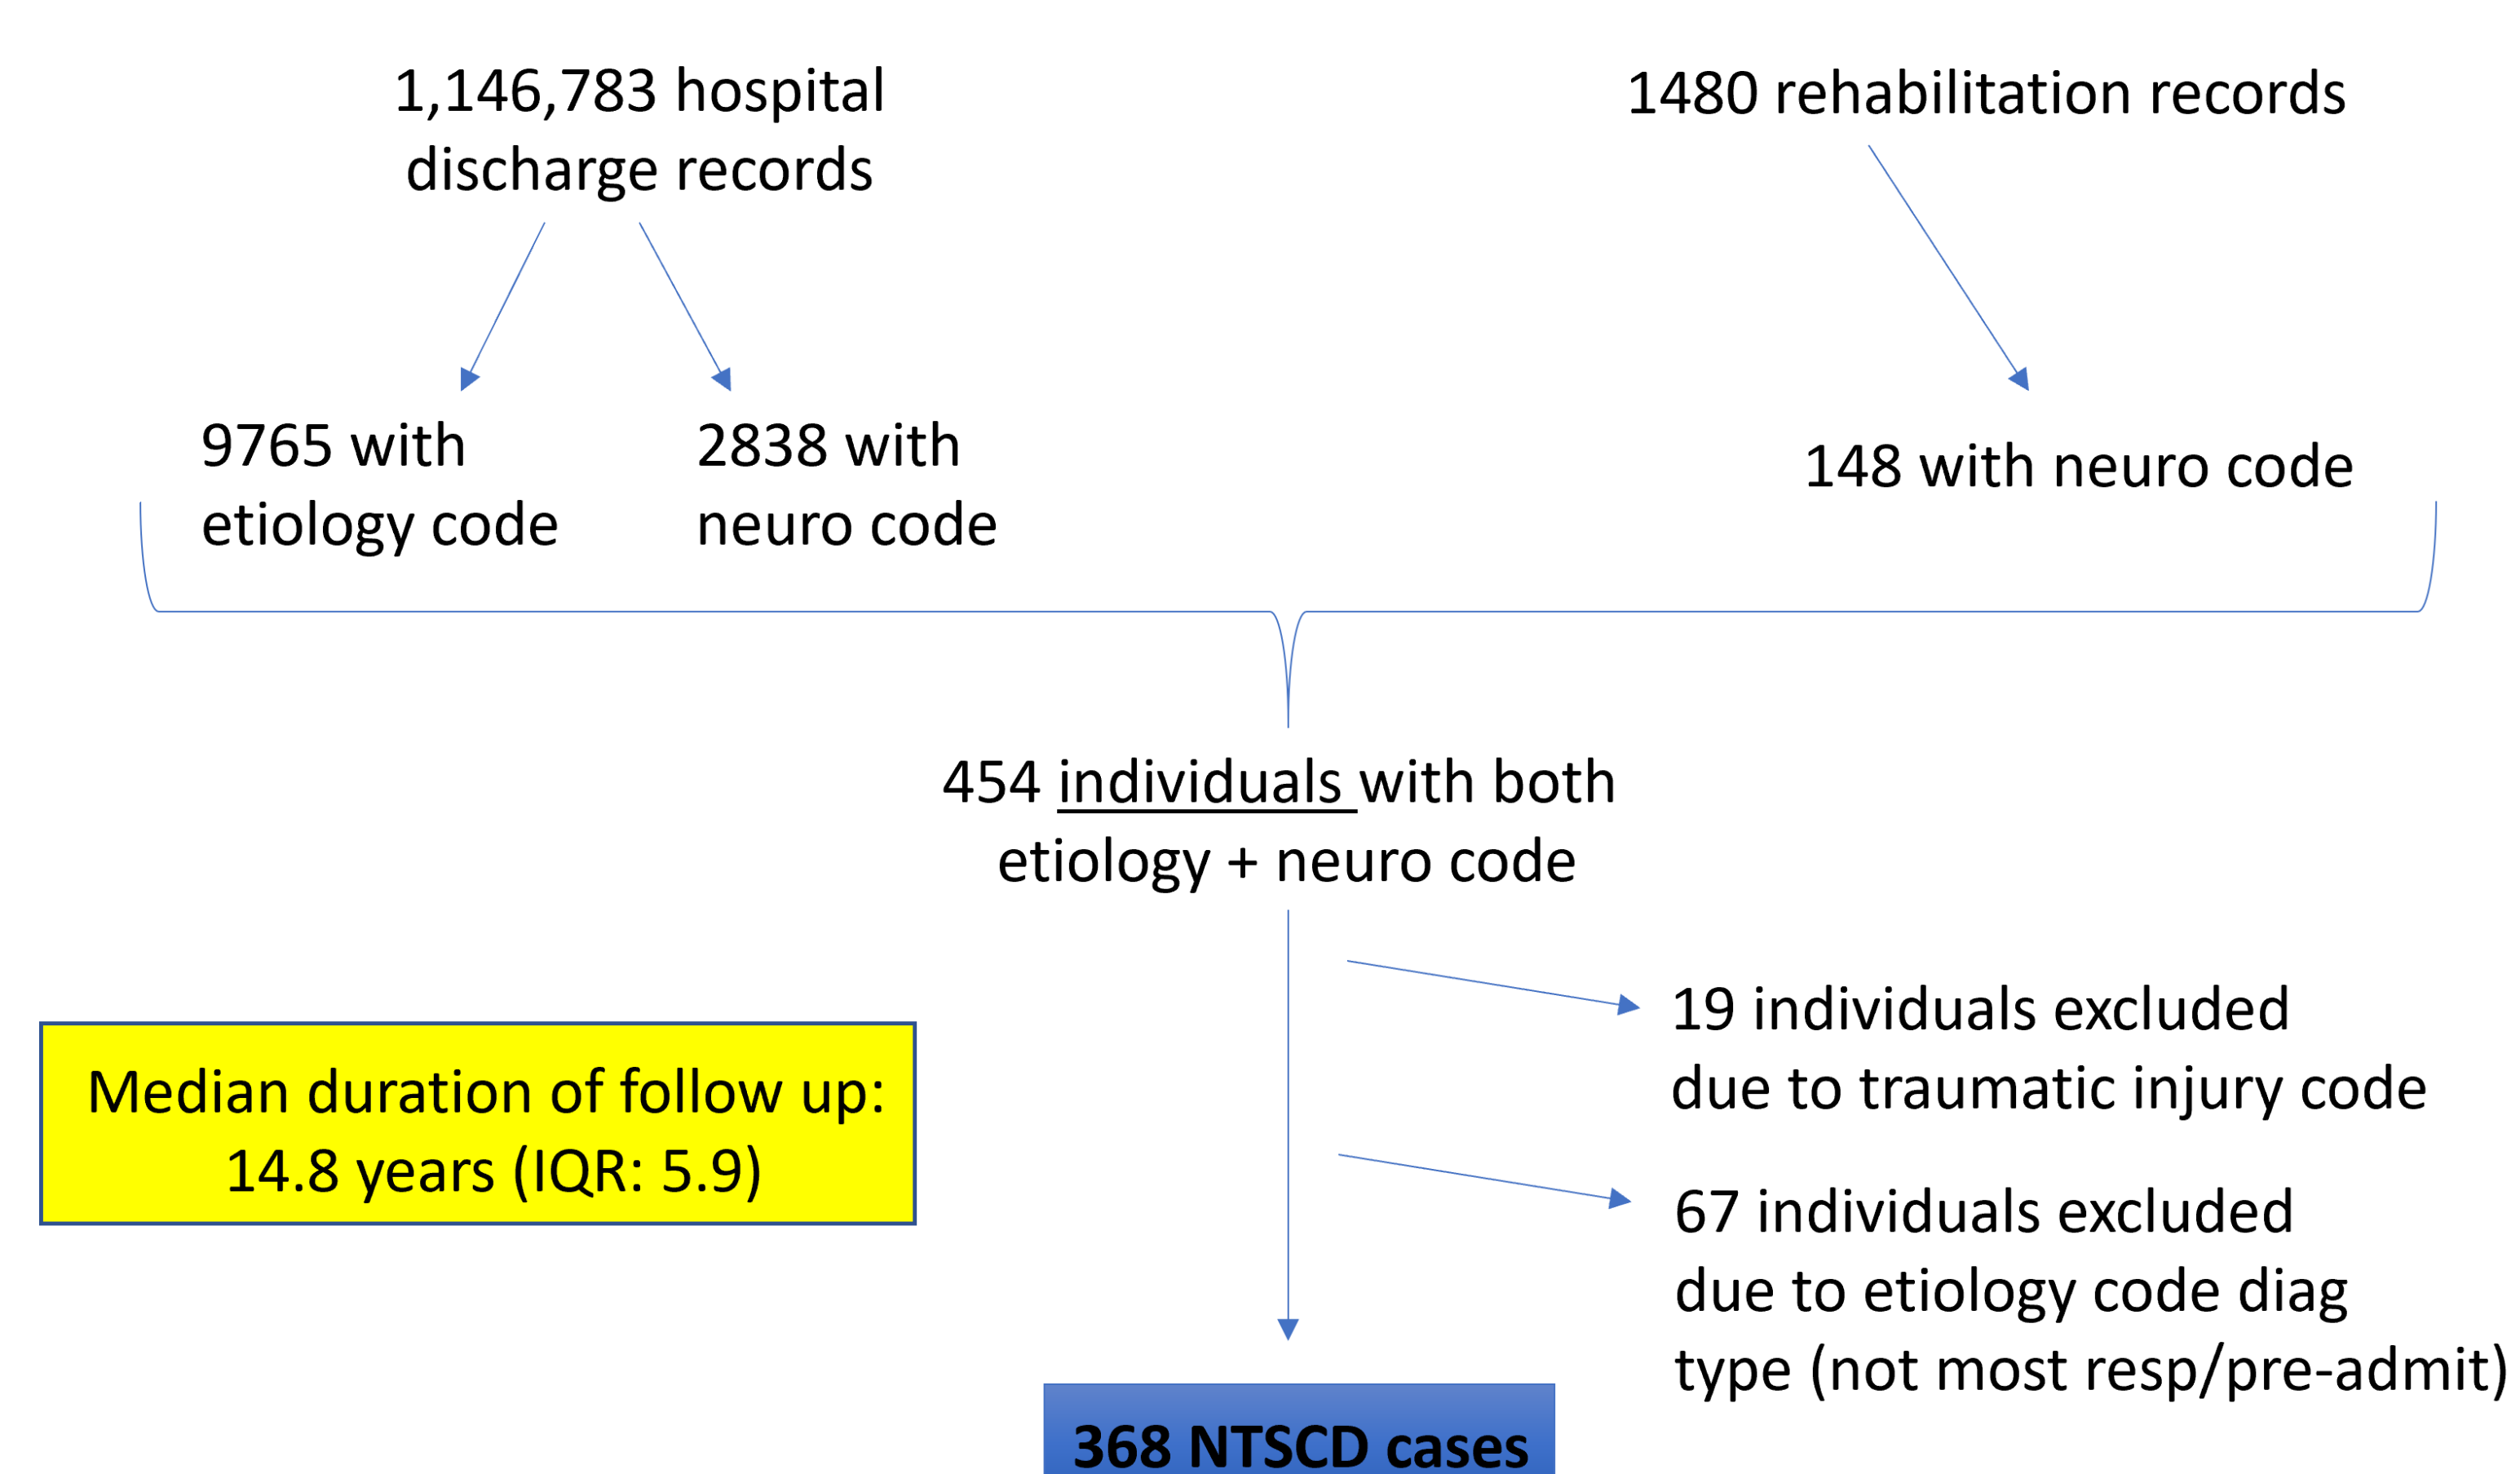 1,146,783 hospital
discharge records
1480 rehabilitation records
9765 with
etiology code
2838 with
neuro code
148 with neuro code
454 individuals with both
etiology + neuro code
19 individuals excluded
due to traumatic injury code
Median duration of follow up:
14.8 years (IQR: 5.9)
67 individuals excluded
due to etiology code diag
type (not most resp/pre-admit)
368 NTSCD cases